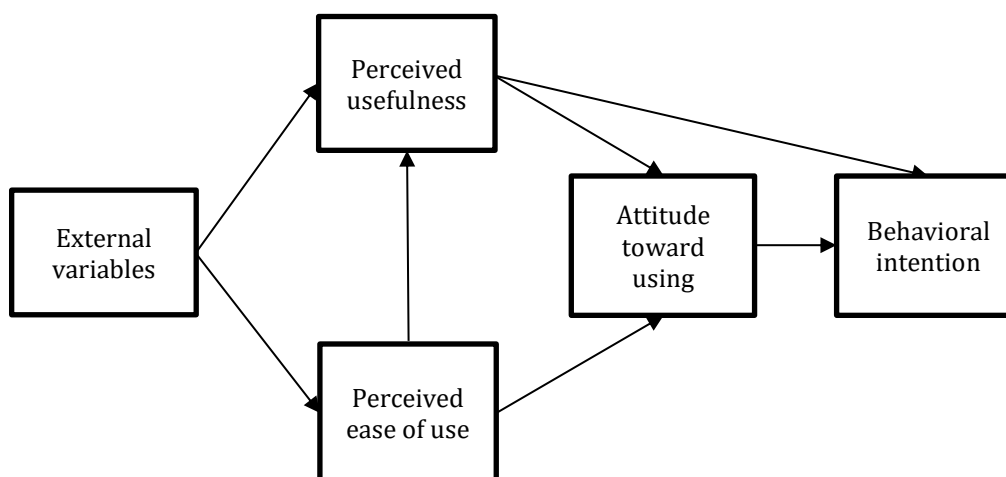 Perceived
usefulness
External
variables
Attitude
toward
using
Behavioral
intention
Perceived
ease of use